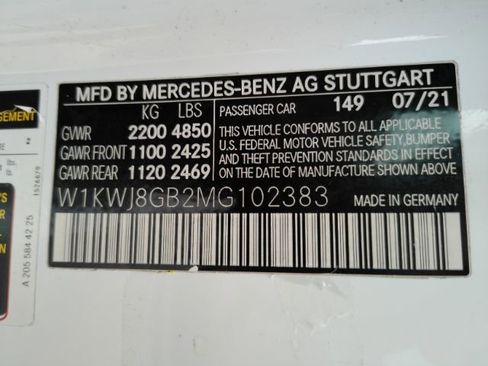 MFD BY MERCEDES-BENZ AG STUTTGART
KG LBS
GVWR 2200 4850
GAWR FRONT 1100 2425
GAWR REAR 1120 2469
PASSENGER CAR 149 07/21
THIS VEHICLE CONFORMS TO ALL APPLICABLE
U.S. FEDERAL MOTOR VEHICLE SAFETY, BUMPER
AND THEFT PREVENTION STANDARDS IN
EFFECT ON THE DATE OF MANUFACTURE SHOWN ABOVE
W1KWJ8GB2MG102383
MADE IN GERMANY
A 205 584 42 25